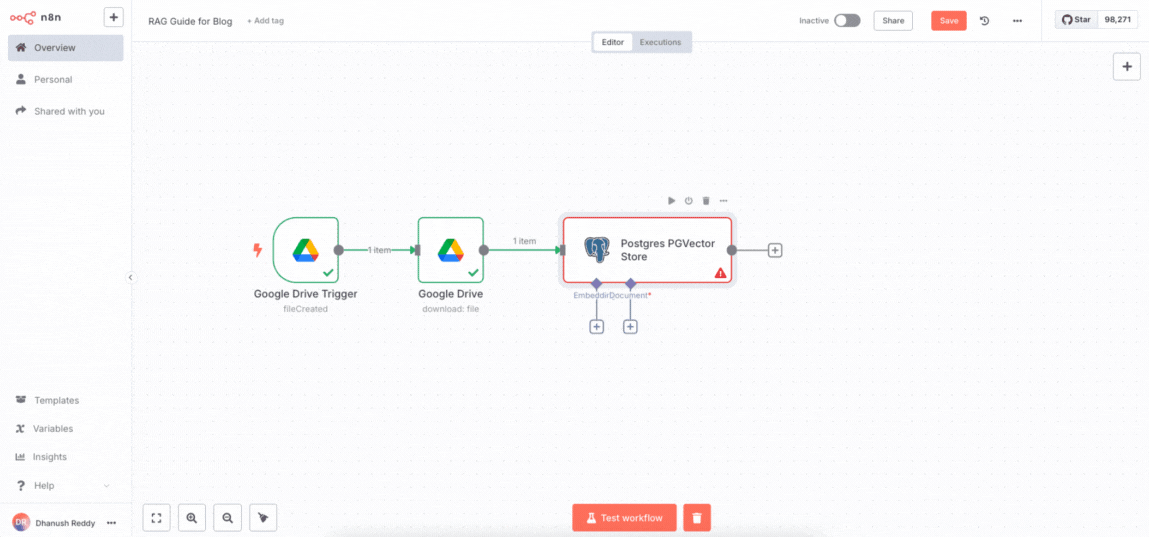 n8n
RAG Guide for Blog
+ Add tag
Inactive
Share
Save
Star
98,271
Overview
Personal
Shared with you
Editor
Executions
1 item
1 item
Postgres PGVector
Store
Google Drive Trigger
fileCreated
Google Drive
download: file
Document*
Templates
Variables
Insights
Help
DR
Dhanush Reddy
Test workflow